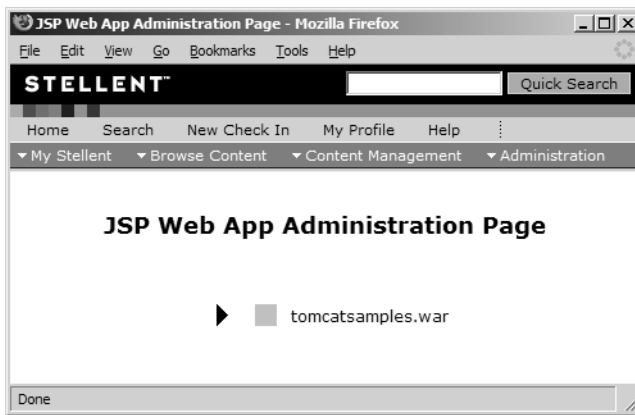 JSP Web App Administration Page - Mozilla Firefox
File Edit View Go Bookmarks Tools Help
STELLENT™ Quick Search
Home Search New Check In My Profile Help
My Stellent Browse Content Content Management Administration
JSP Web App Administration Page
tomcatsamples.war
Done